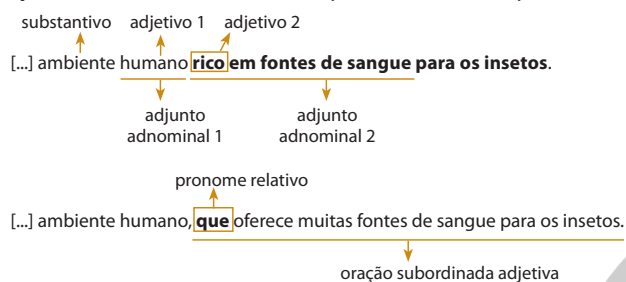 substantivo adjetivo 1 adjetivo 2
[...] ambiente humano rico em fontes de sangue para os insetos.
adjunto adnominal 1 adjunto adnominal 2
pronome relativo
[...] ambiente humano, que oferece muitas fontes de sangue para os insetos.
oração subordinada adjetiva